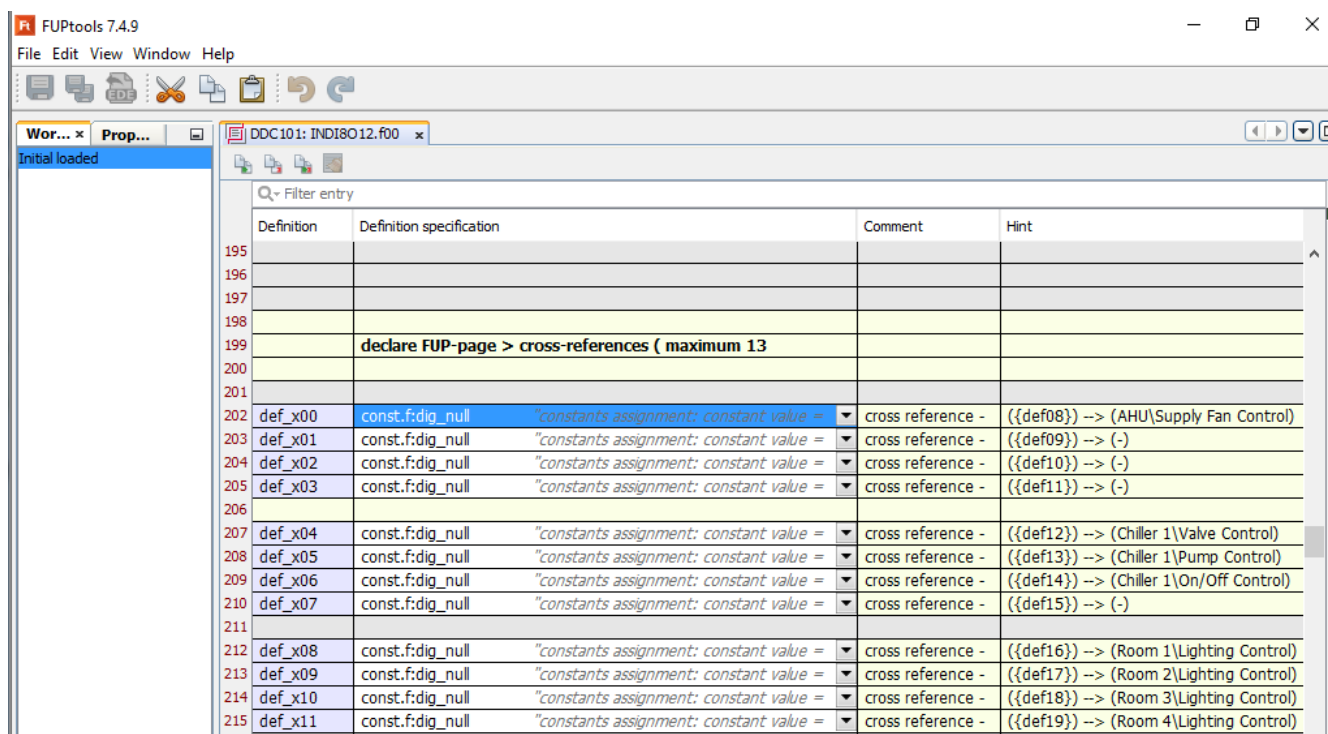 Ft FUPtools 7.4.9
File Edit View Window Help
EDE
Wor... × Prop... DDC101: INDI8O12.f00 x
Initial loaded
Filter entry
Definition Definition specification Comment Hint
195
196
197
198
199 declare FUP-page > cross-references ( maximum 13
200
201
202 def_x00 const.f:dig_null "constants assignment: constant value = cross reference - ({def08}) --> (AHU\Supply Fan Control)
203 def_x01 const.f:dig_null "constants assignment: constant value = cross reference - ({def09}) --> (-)
204 def_x02 const.f:dig_null "constants assignment: constant value = cross reference - ({def10}) --> (-)
205 def_x03 const.f:dig_null "constants assignment: constant value = cross reference - ({def11}) --> (-)
206
207 def_x04 const.f:dig_null "constants assignment: constant value = cross reference - ({def12}) --> (Chiller 1\Valve Control)
208 def_x05 const.f:dig_null "constants assignment: constant value = cross reference - ({def13}) --> (Chiller 1\Pump Control)
209 def_x06 const.f:dig_null "constants assignment: constant value = cross reference - ({def14}) --> (Chiller 1\On/Off Control)
210 def_x07 const.f:dig_null "constants assignment: constant value = cross reference - ({def15}) --> (-)
211
212 def_x08 const.f:dig_null "constants assignment: constant value = cross reference - ({def16}) --> (Room 1\Lighting Control)
213 def_x09 const.f:dig_null "constants assignment: constant value = cross reference - ({def17}) --> (Room 2\Lighting Control)
214 def_x10 const.f:dig_null "constants assignment: constant value = cross reference - ({def18}) --> (Room 3\Lighting Control)
215 def_x11 const.f:dig_null "constants assignment: constant value = cross reference - ({def19}) --> (Room 4\Lighting Control)